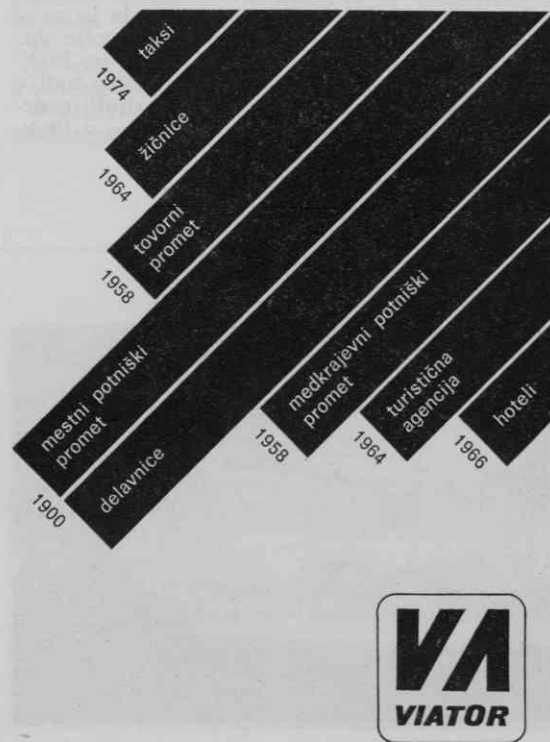 taksi
1974
žičnice
1964
tovorni
promet
1958
mestni potniški
promet
1900
delavnice
medkrajevni potniški
promet
1958
turistična
agencija
1964
hoteli
1966
VA
VIATOR